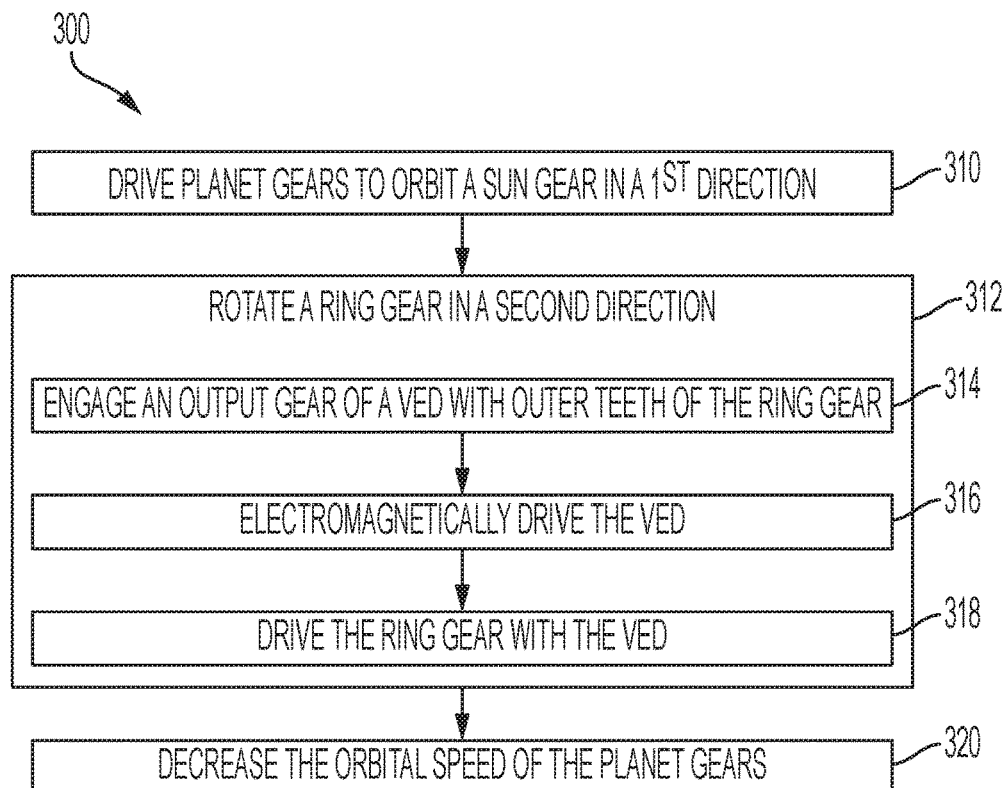 300
DRIVE PLANET GEARS TO ORBIT A SUN GEAR IN A 1ST DIRECTION
310
ROTATE A RING GEAR IN A SECOND DIRECTION
312
ENGAGE AN OUTPUT GEAR OF A VED WITH OUTER TEETH OF THE RING GEAR
314
ELECTROMAGNETICALLY DRIVE THE VED
316
DRIVE THE RING GEAR WITH THE VED
318
DECREASE THE ORBITAL SPEED OF THE PLANET GEARS
320